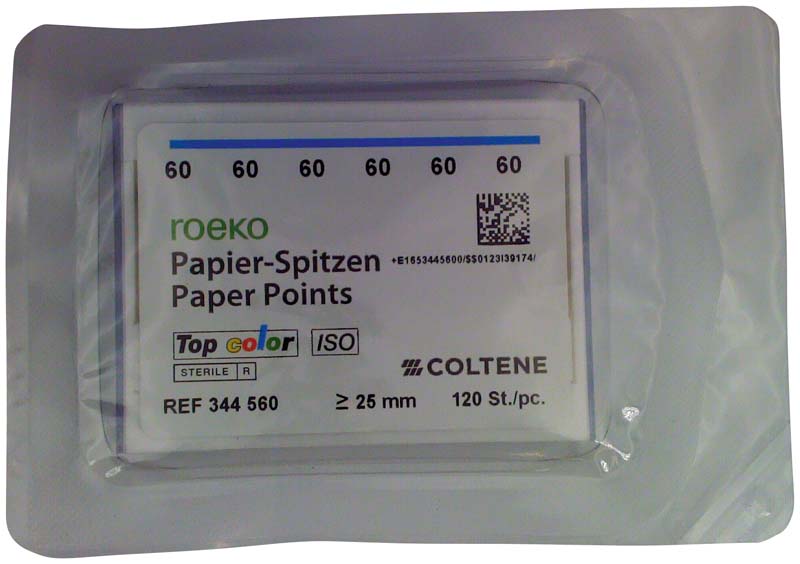 60 60 60 60 60 60
roeko
Papier-Spitzen
+E1653445600/$$0123I39174/
Paper Points
Top color ISO
STERILE R
COLTENE
REF 344 560 ≥ 25 mm 120 St./pc.